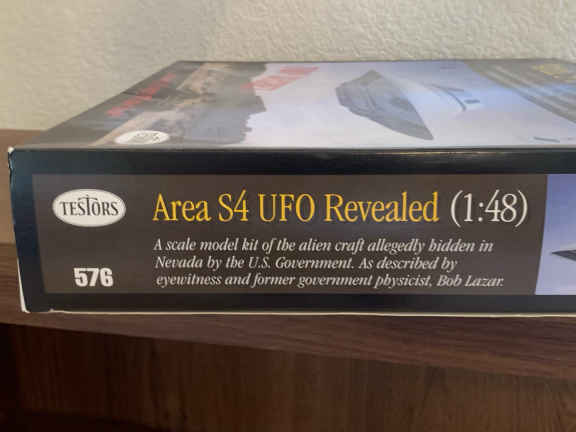 TESTORS
Area S4 UFO Revealed (1:48)
A scale model kit of the alien craft allegedly hidden in
Nevada by the U.S. Government. As described by
eyewitness and former government physicist, Bob Lazar.
576